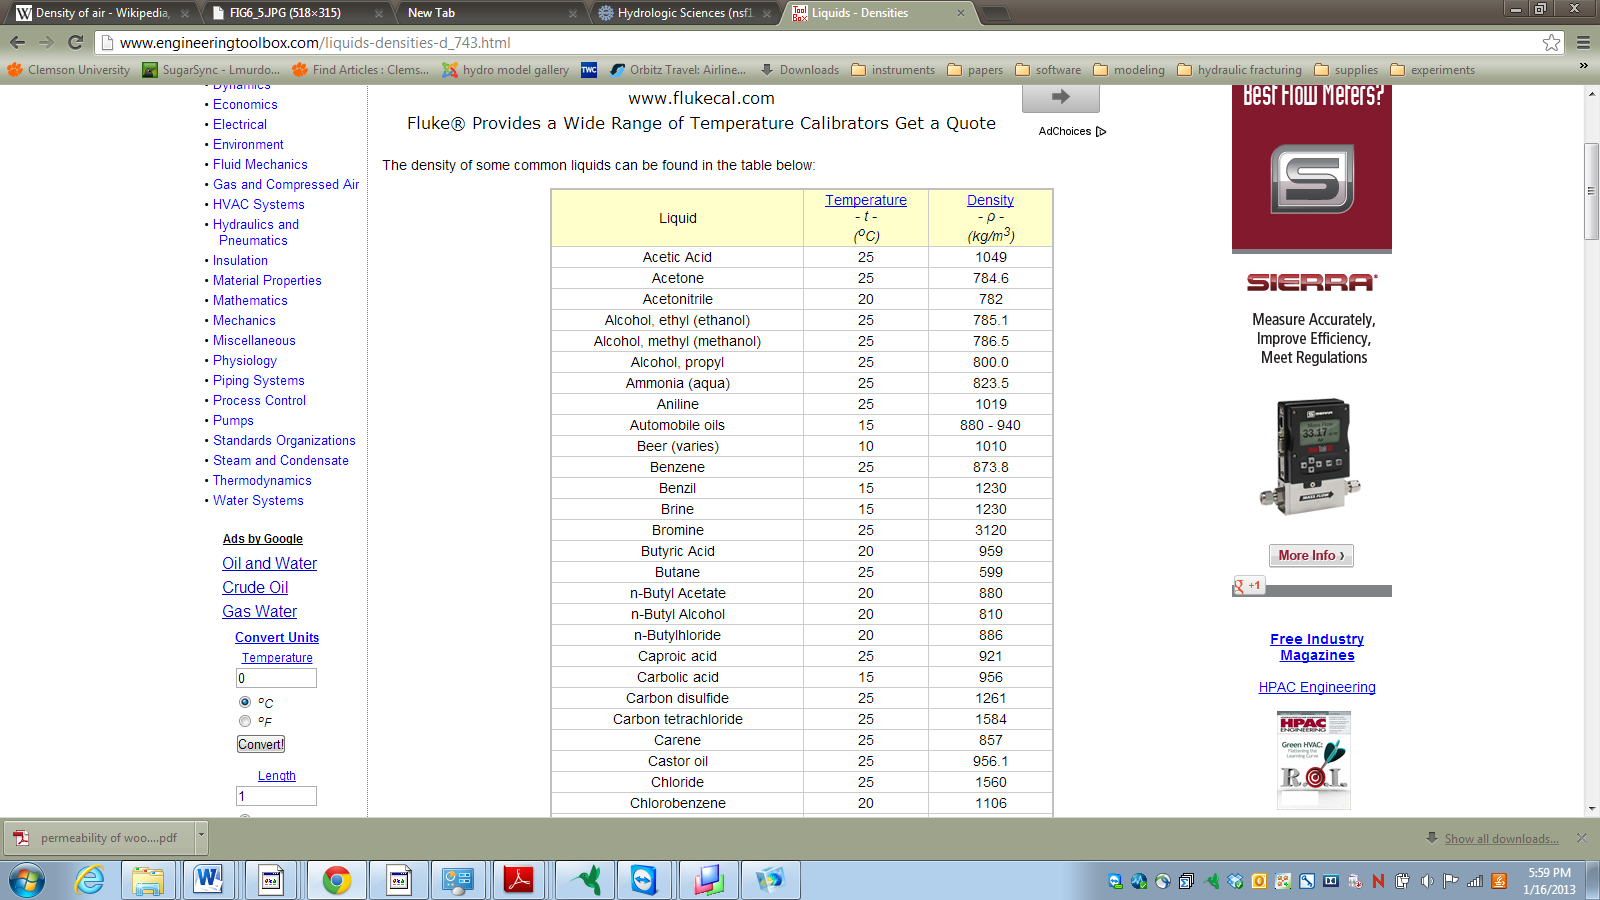 Density of air - Wikipedia,
FIG6_5.JPG (518×315)
New Tab
Hydrologic Sciences (nsf1
Liquids - Densities
www.engineeringtoolbox.com/liquids-densities-d_743.html
Clemson University
SugarSync - Lmurdo...
Find Articles : Clems...
hydro model gallery
TWC
Orbitz Travel: Airline...
Downloads
instruments
papers
software
modeling
hydraulic fracturing
supplies
experiments
»
• Dynamics
• Economics
• Electrical
• Environment
• Fluid Mechanics
• Gas and Compressed Air
• HVAC Systems
• Hydraulics and
Pneumatics
• Insulation
• Material Properties
• Mathematics
• Mechanics
• Miscellaneous
• Physiology
• Piping Systems
• Process Control
• Pumps
• Standards Organizations
• Steam and Condensate
• Thermodynamics
• Water Systems
Ads by Google
Oil and Water
Crude Oil
Gas Water
Convert Units
Temperature
0
oC
oF
Convert!
Length
1
www.flukecal.com
Fluke® Provides a Wide Range of Temperature Calibrators Get a Quote
AdChoices
The density of some common liquids can be found in the table below:
Liquid
Temperature
- t -
(oC)
Density
- ρ -
(kg/m3)
Acetic Acid 25 1049
Acetone 25 784.6
Acetonitrile 20 782
Alcohol, ethyl (ethanol) 25 785.1
Alcohol, methyl (methanol) 25 786.5
Alcohol, propyl 25 800.0
Ammonia (aqua) 25 823.5
Aniline 25 1019
Automobile oils 15 880 - 940
Beer (varies) 10 1010
Benzene 25 873.8
Benzil 15 1230
Brine 15 1230
Bromine 25 3120
Butyric Acid 20 959
Butane 25 599
n-Butyl Acetate 20 880
n-Butyl Alcohol 20 810
n-Butylhloride 20 886
Caproic acid 25 921
Carbolic acid 15 956
Carbon disulfide 25 1261
Carbon tetrachloride 25 1584
Carene 25 857
Castor oil 25 956.1
Chloride 25 1560
Chlorobenzene 20 1106
Best Flow Meters?
S
SIERRA
Measure Accurately,
Improve Efficiency,
Meet Regulations
SIERRA
33.17
MASS FLOW
More Info ›
+1
Free Industry
Magazines
HPAC Engineering
HPAC
ENGINEERING
Green HVAC:
R.O.I.
permeability of woo....pdf
Show all downloads...
5:59 PM
1/16/2013